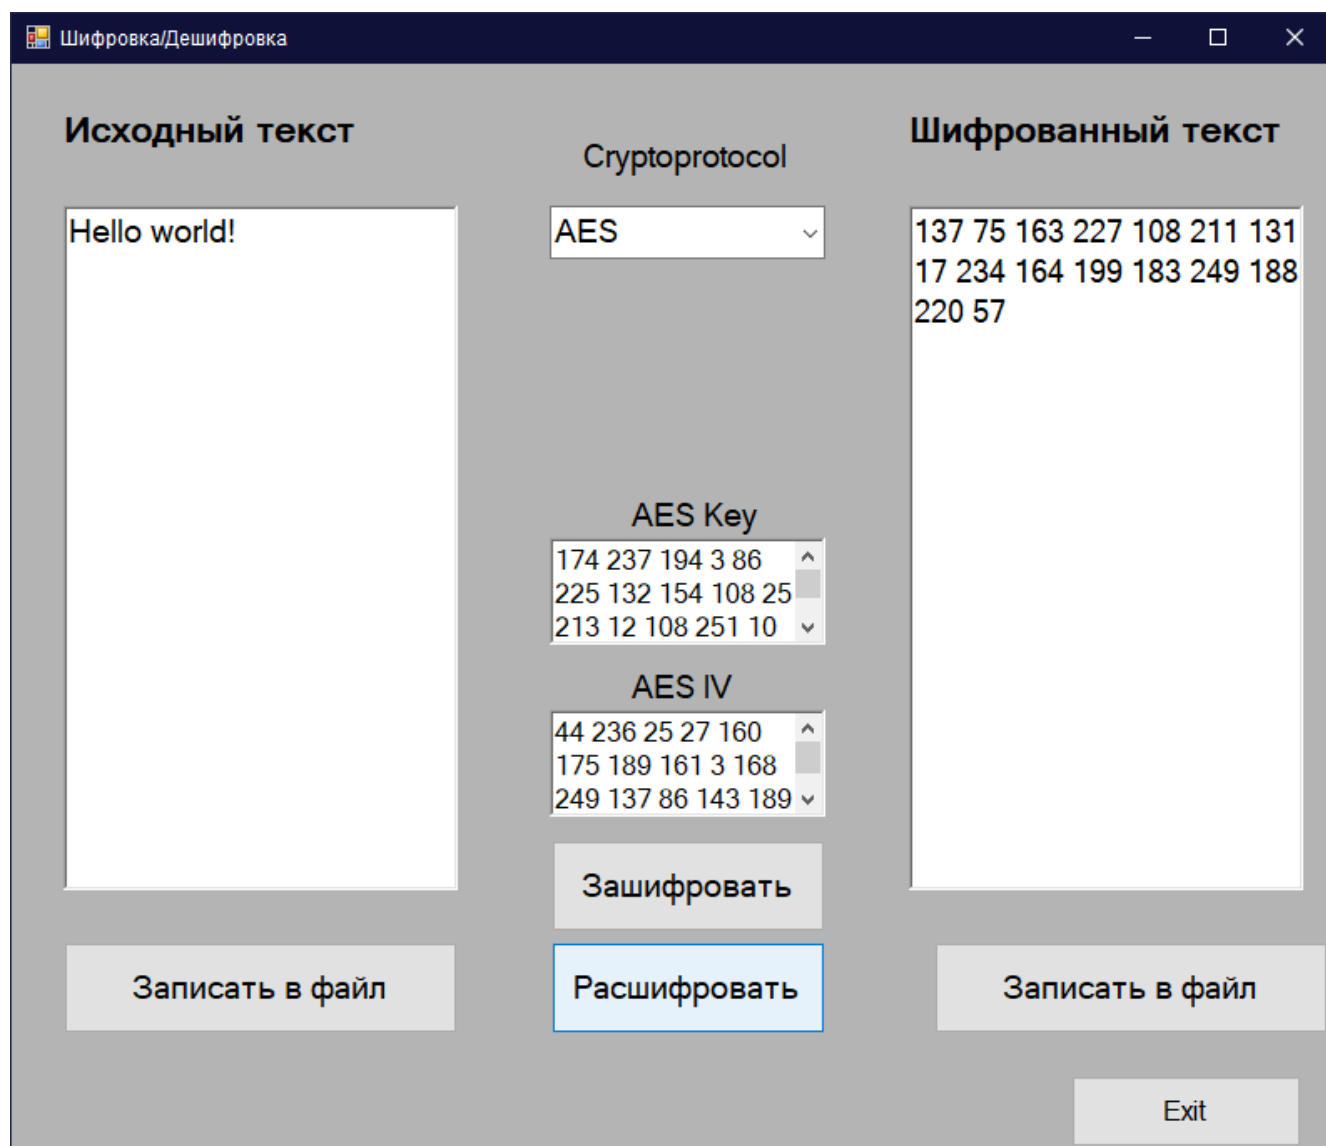 Шифровка/Дешифровка
Исходный текст
Cryptoprotocol
Шифрованный текст
Hello world!
AES
137 75 163 227 108 211 131
17 234 164 199 183 249 188
220 57
AES Key
174 237 194 3 86
225 132 154 108 25
213 12 108 251 10
AES IV
44 236 25 27 160
175 189 161 3 168
249 137 86 143 189
Зашифровать
Записать в файл
Расшифровать
Записать в файл
Exit